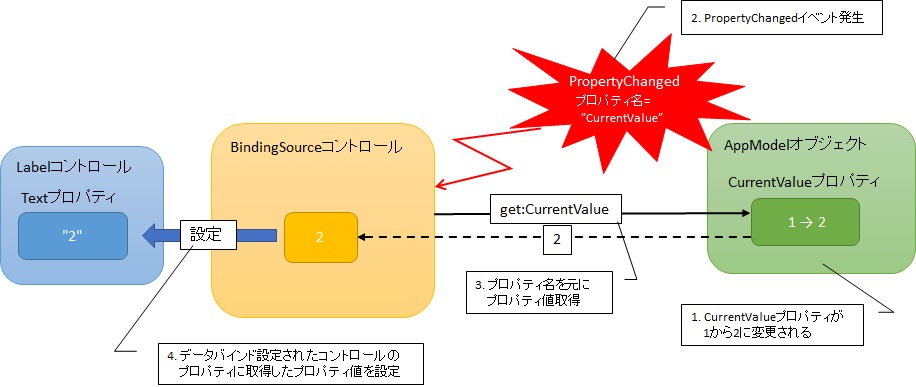 2. PropertyChangedイベント発生
PropertyChanged
プロパティ名=
"CurrentValue"
BindingSourceコントロール
AppModelオブジェクト
Labelコントロール
Textプロパティ
CurrentValueプロパティ
get:CurrentValue
"2"
設定
2
2
1 → 2
3. プロパティ名を元に
プロパティ値取得
1. CurrentValueプロパティが
1から2に変更される
4. データバインド設定されたコントロールの
プロパティに取得したプロパティ値を設定